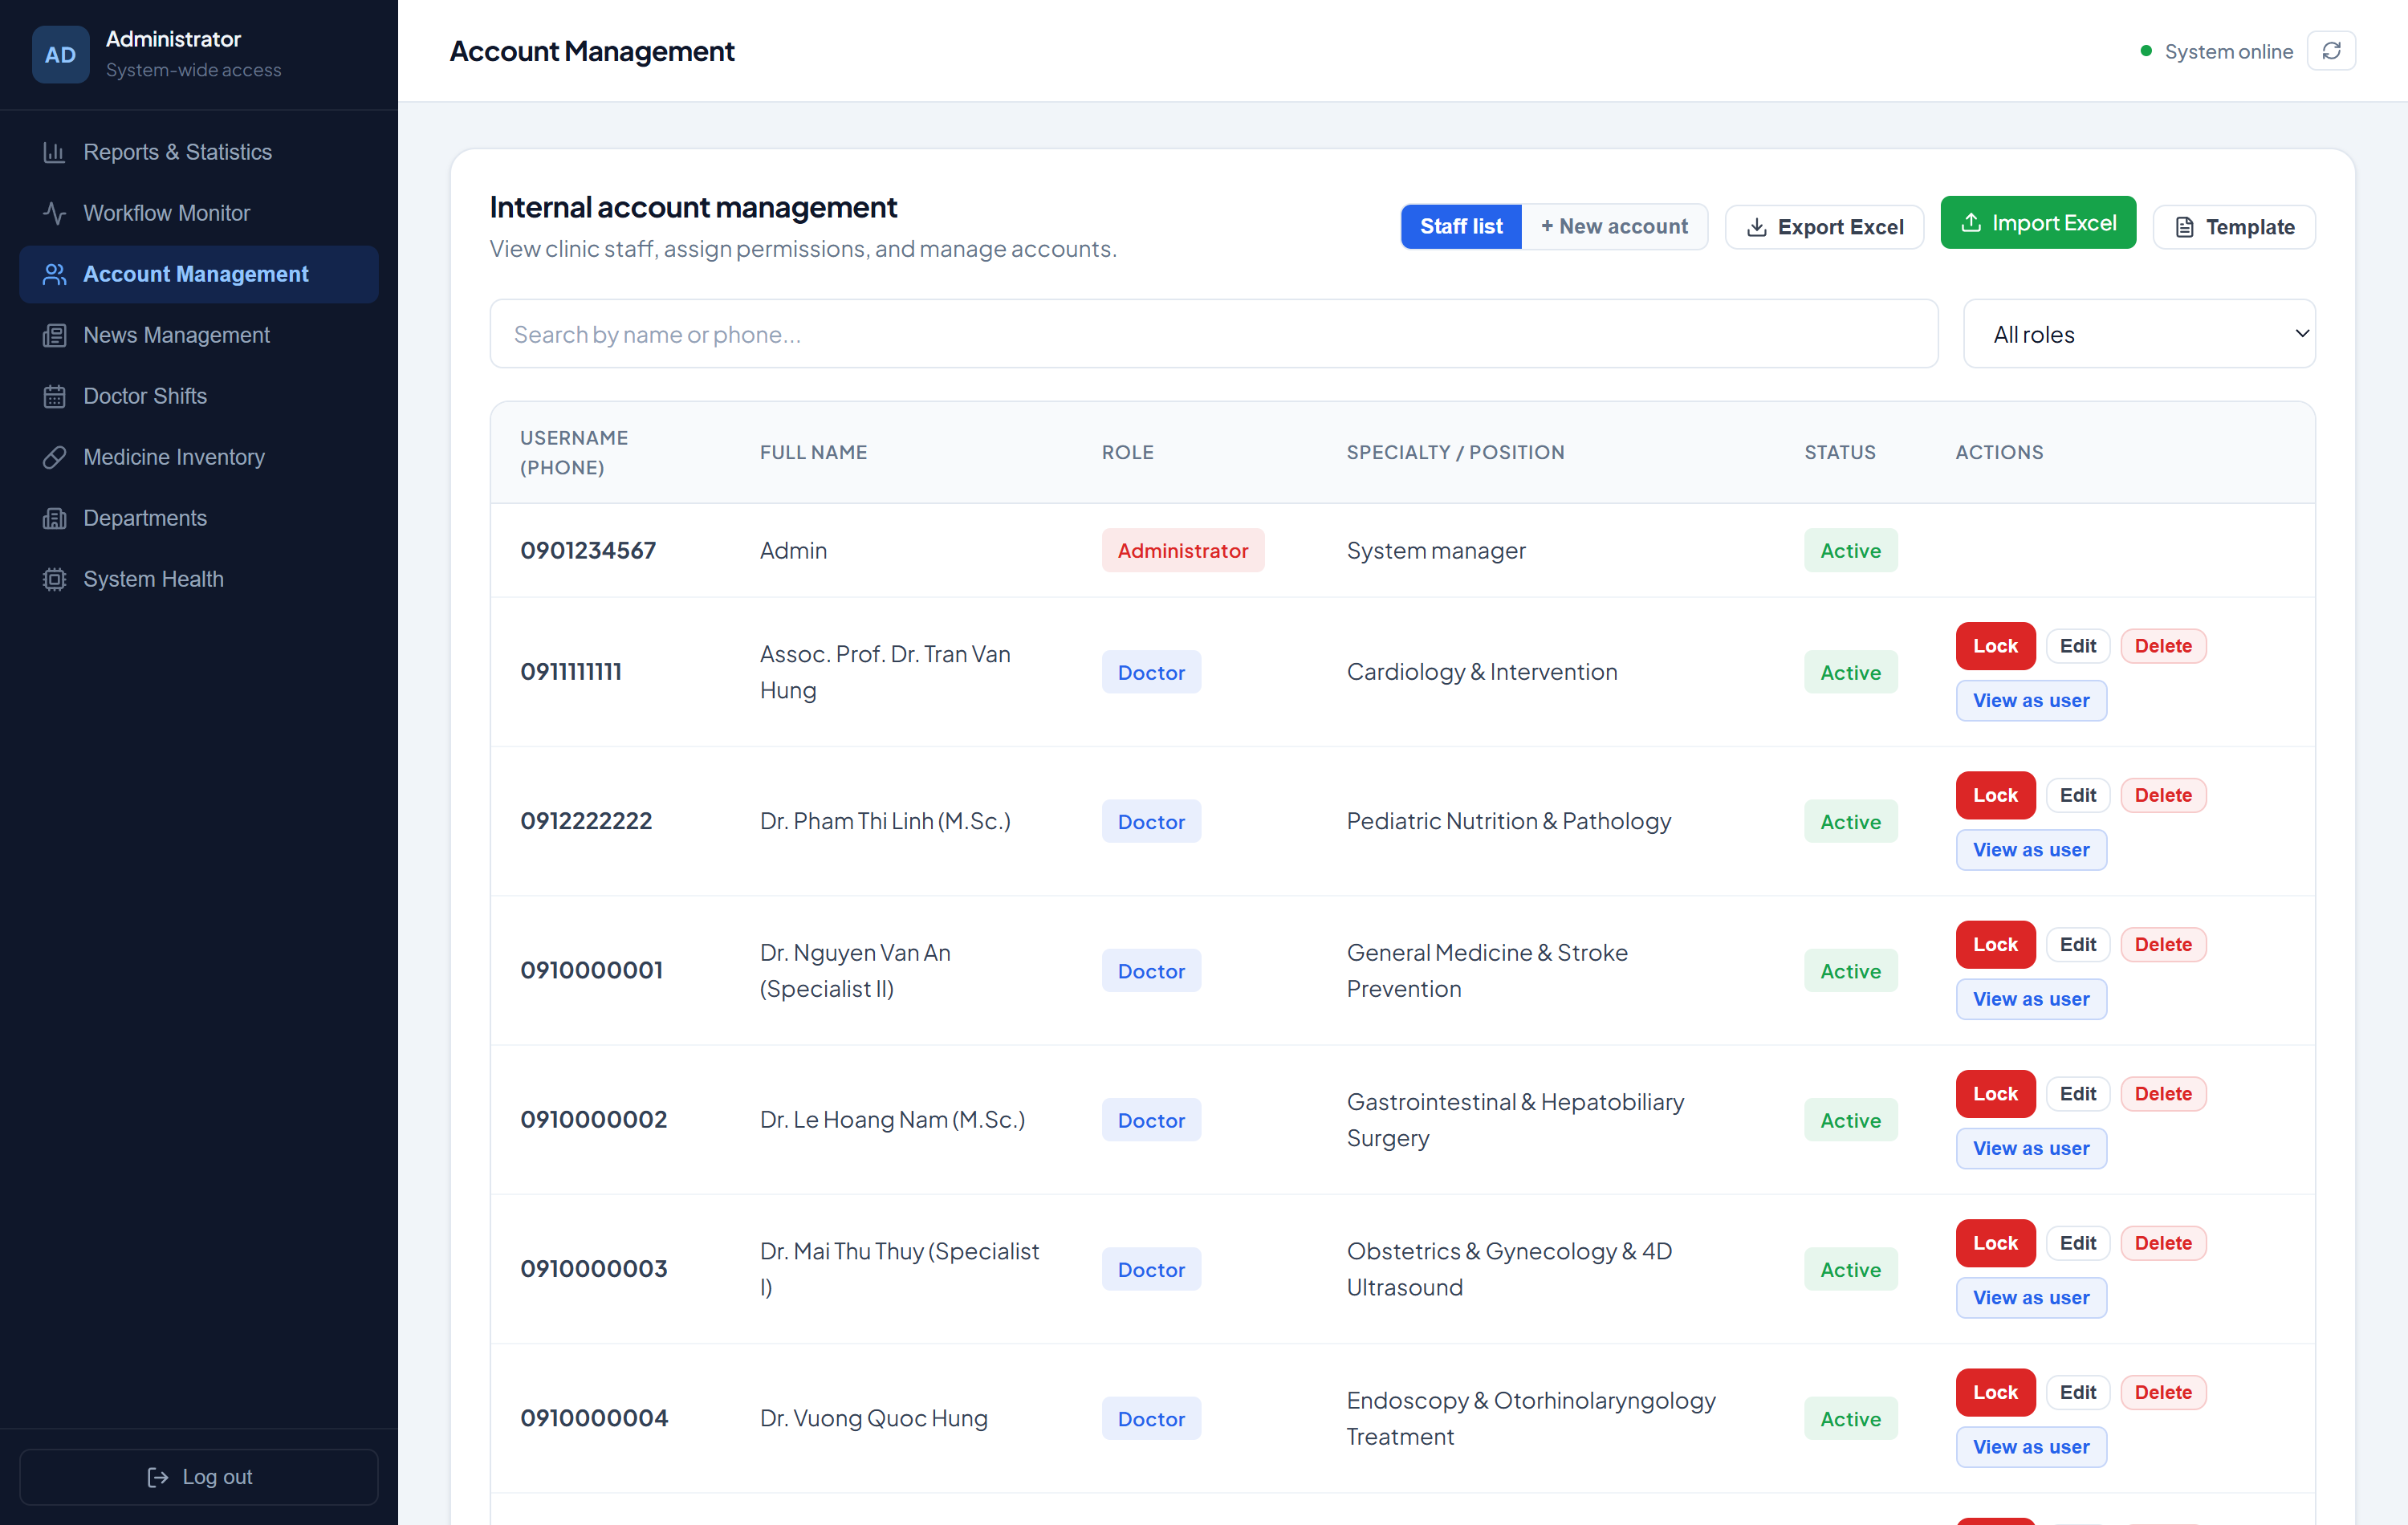 AD
Administrator
System-wide access
Reports & Statistics
Workflow Monitor
Account Management
News Management
Doctor Shifts
Medicine Inventory
Departments
System Health
Log out
Account Management
System online
Internal account management
View clinic staff, assign permissions, and manage accounts.
Staff list
+ New account
Export Excel
Import Excel
Template
Search by name or phone...
All roles
USERNAME
(PHONE)
FULL NAME
ROLE
SPECIALTY / POSITION
STATUS
ACTIONS
0901234567
Admin
Administrator
System manager
Active
0911111111
Assoc. Prof. Dr. Tran Van
Hung
Doctor
Cardiology & Intervention
Active
Lock
Edit
Delete
View as user
0912222222
Dr. Pham Thi Linh (M.Sc.)
Doctor
Pediatric Nutrition & Pathology
Active
Lock
Edit
Delete
View as user
0910000001
Dr. Nguyen Van An
(Specialist II)
Doctor
General Medicine & Stroke
Prevention
Active
Lock
Edit
Delete
View as user
0910000002
Dr. Le Hoang Nam (M.Sc.)
Doctor
Gastrointestinal & Hepatobiliary
Surgery
Active
Lock
Edit
Delete
View as user
0910000003
Dr. Mai Thu Thuy (Specialist
I)
Doctor
Obstetrics & Gynecology & 4D
Ultrasound
Active
Lock
Edit
Delete
View as user
0910000004
Dr. Vuong Quoc Hung
Doctor
Endoscopy & Otorhinolaryngology
Treatment
Active
Lock
Edit
Delete
View as user